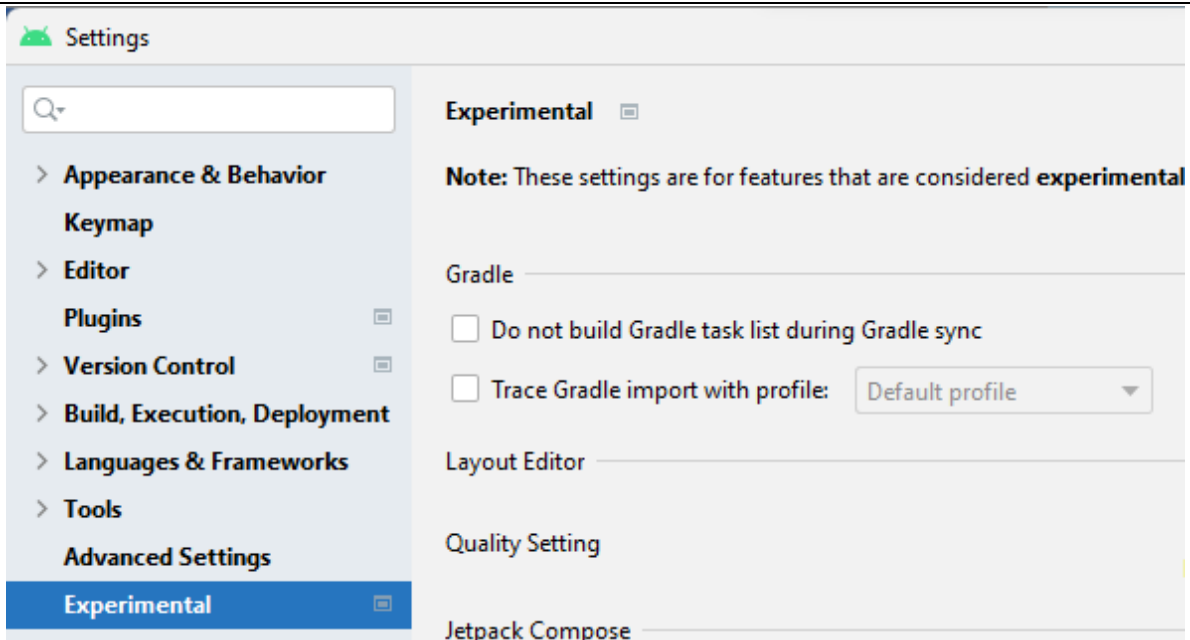 Settings
Experimental
Note: These settings are for features that are considered experimental
Appearance & Behavior
Keymap
Editor
Plugins
Version Control
Build, Execution, Deployment
Languages & Frameworks
Tools
Advanced Settings
Experimental
Gradle
Do not build Gradle task list during Gradle sync
Trace Gradle import with profile: Default profile
Layout Editor
Quality Setting
Jetpack Compose